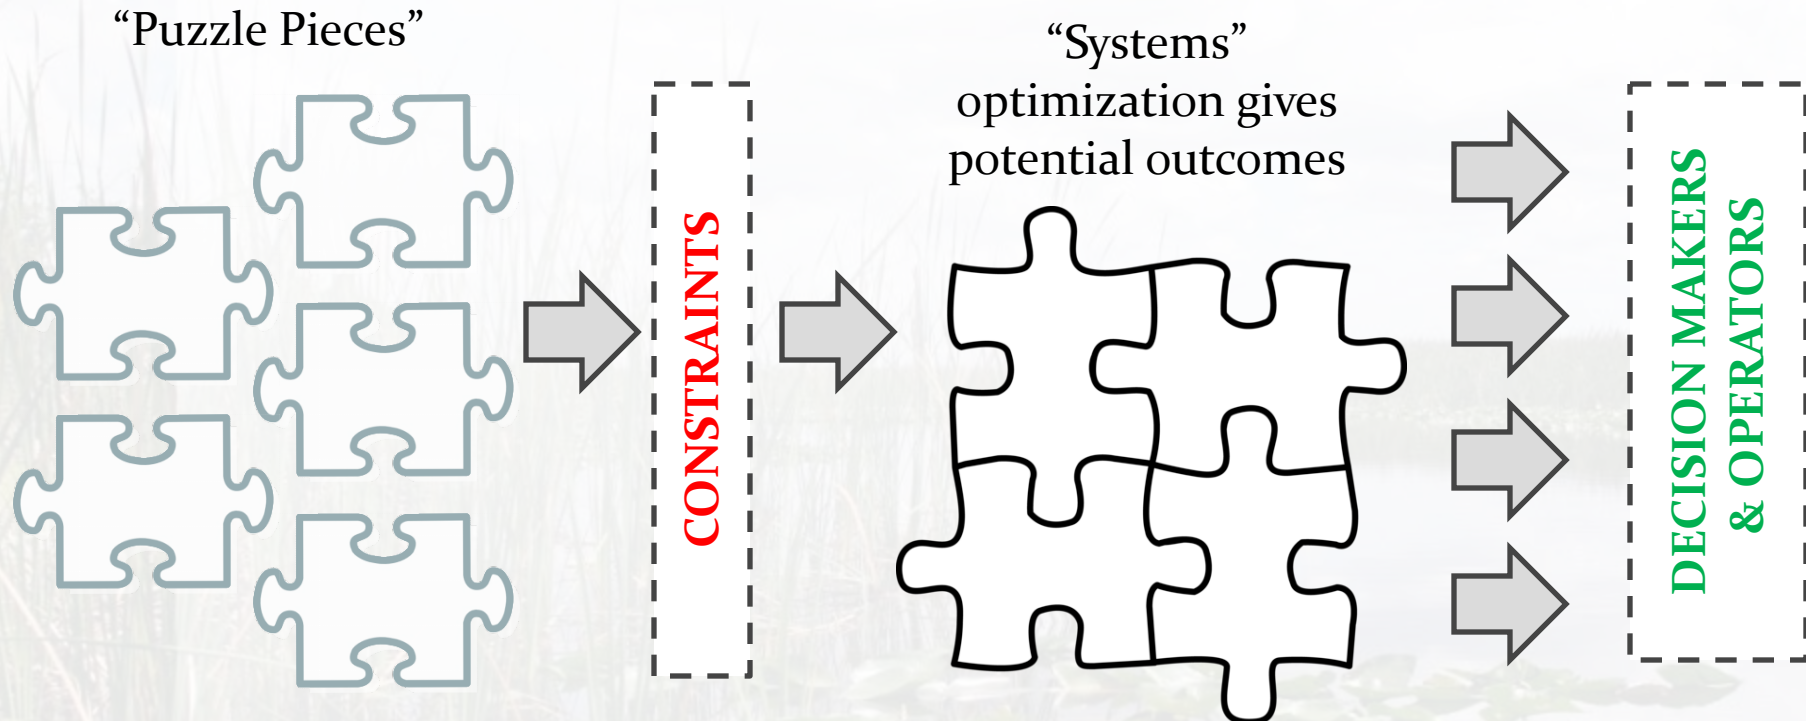 “Puzzle Pieces”
CONSTRAINTS
“Systems”
optimization gives
potential outcomes
DECISION MAKERS
& OPERATORS